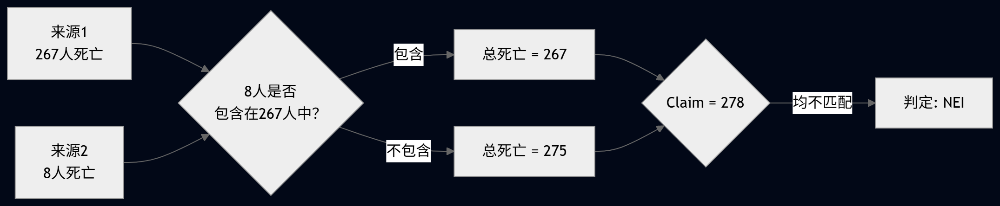 来源1
267人死亡
来源2
8人死亡
8人是否
包含在267人中?
包含
不包含
总死亡 = 267
总死亡 = 275
Claim = 278
均不匹配
判定: NEI